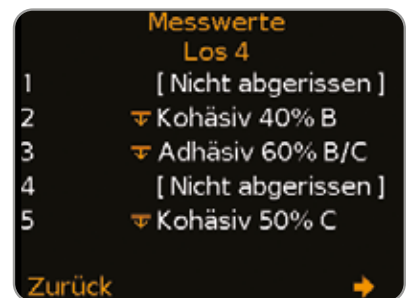 Messwerte
Los 4
1 [ Nicht abgerissen ]
2 Kohäsiv 40% B
3 Adhäsiv 60% B/C
4 [ Nicht abgerissen ]
5 Kohäsiv 50% C
Zurück